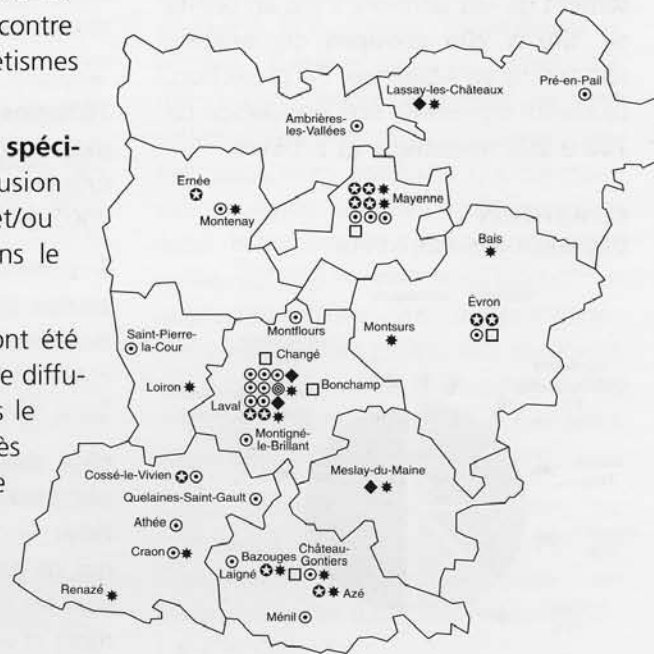 contre
étismes
spéci-
usion
et/ou
ns le
ont été
e diffu-
s le
ès
e
Pré-en-Pail
Lassay-les-Châteaux
Ambrières-
les-Vallées
Ernée
Mayenne
Montenay
Bais
Évron
Montflours
Saint-Pierre-
la-Cour
Montsurs
Changé
Loiron
Bonchamp
Laval
Montigné-
le-Brillant
Cossé-le-Vivien
Meslay-du-Maine
Quelaines-Saint-Gault
Athée
Craon
Château-
Gontiers
Bazouges
Laigné
Azé
Renazé
Ménil